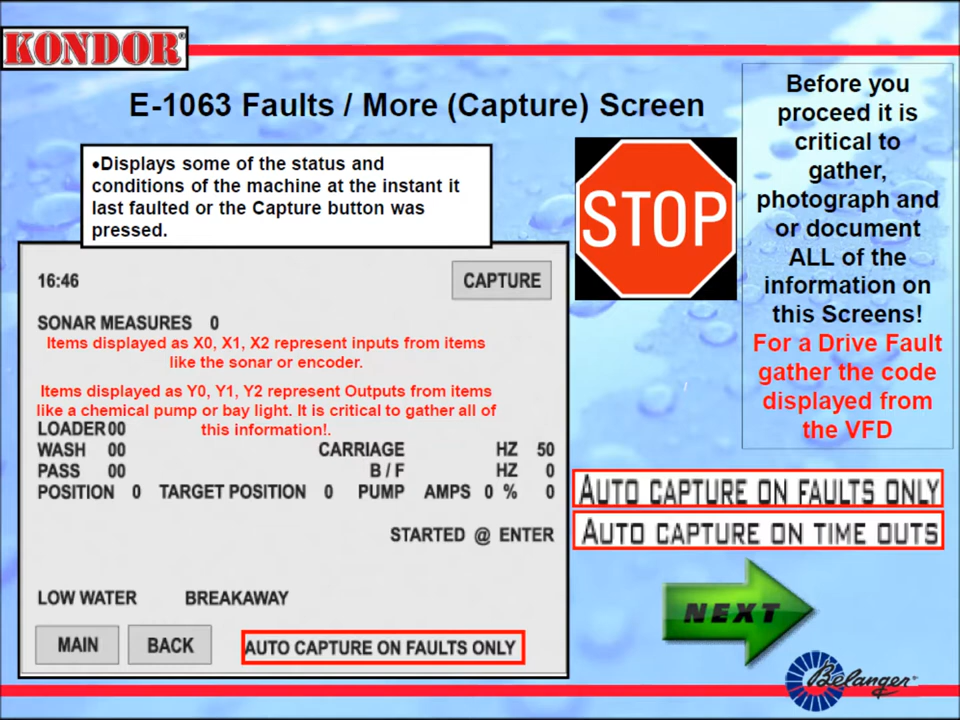 KONDOR®
E-1063 Faults / More (Capture) Screen
•Displays some of the status and
conditions of the machine at the instant it
last faulted or the Capture button was
pressed.
STOP
Before you
proceed it is
critical to
gather,
photograph and
or document
ALL of the
information on
this Screens!
For a Drive Fault
gather the code
displayed from
the VFD
16:46
CAPTURE
SONAR MEASURES 0
Items displayed as X0, X1, X2 represent inputs from items
like the sonar or encoder.
Items displayed as Y0, Y1, Y2 represent Outputs from items
like a chemical pump or bay light. It is critical to gather all of
this information!.
LOADER 00
WASH 00 CARRIAGE HZ 50
PASS 00 B / F HZ 0
POSITION 0 TARGET POSITION 0 PUMP AMPS 0 % 0
STARTED @ ENTER
LOW WATER BREAKAWAY
MAIN BACK AUTO CAPTURE ON FAULTS ONLY
AUTO CAPTURE ON FAULTS ONLY
AUTO CAPTURE ON TIME OUTS
NEXT
Belanger®